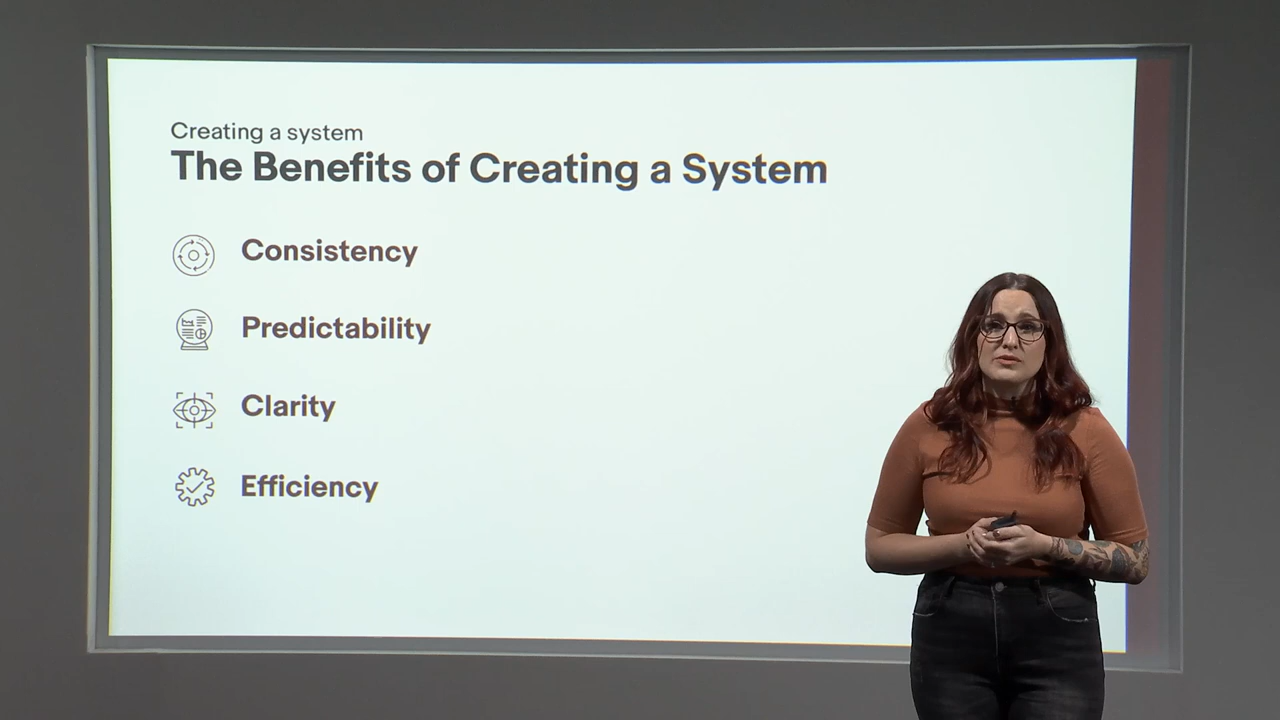 Creating a system
The Benefits of Creating a System
Consistency
Predictability
Clarity
Efficiency